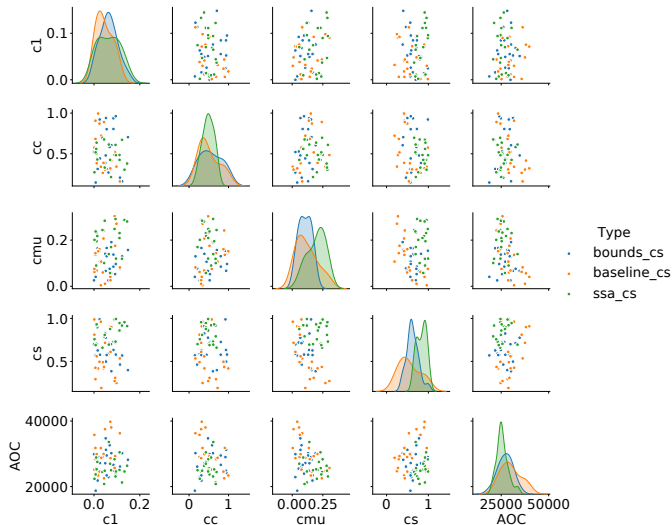 c1
0.1
0.0
cc
1.0
0.5
cmu
0.2
0.0
Type
bounds_cs
baseline_cs
ssa_cs
cs
1.0
0.5
AOC
40000
20000
0.0 0.2 0 1 0.00 0.25 0 1 25000 50000
c1 cc cmu cs AOC